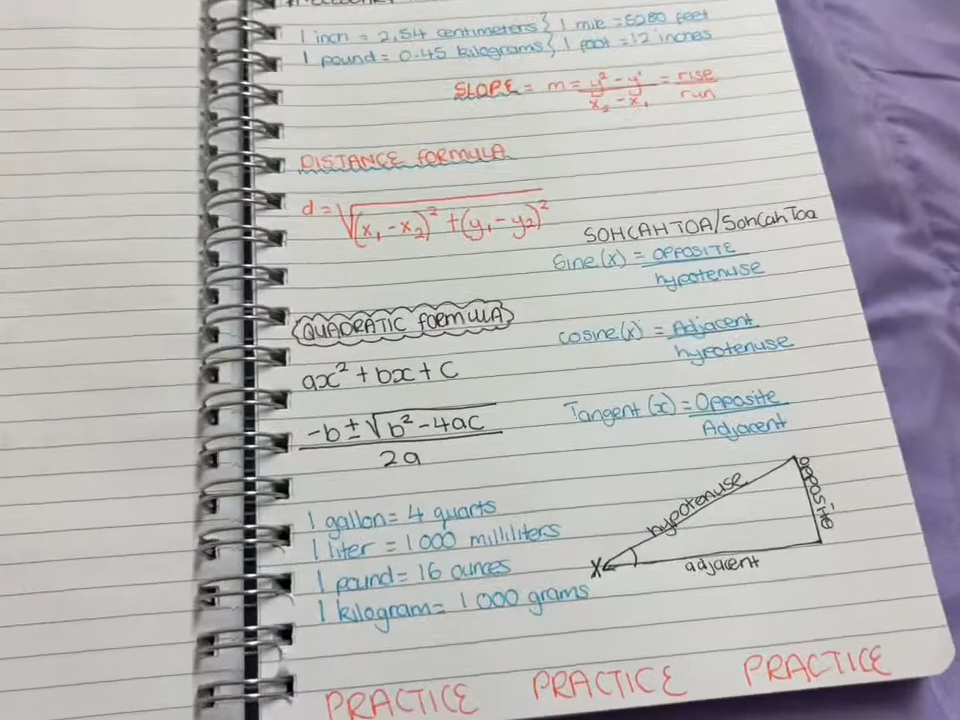 1 inch = 2,54 centimeters } 1 mile = 5280 feet
1 pound = 0.45 kilograms } 1 foot = 12 inches
SLOPE = m = y² - y¹ / x₂ - x₁ = rise / run
DISTANCE FORMULA
d = √(x₁ - x₂)² + (y₁ - y₂)²
SOHCAHTOA/SohCahToa
Sine(x) = OPPOSITE
hypotenuse
QUADRATIC formULA
cosine(x) = Adjacent
hypotenuse
ax² + bx + c
Tangent (x) = Opposite
Adjacent
-b ± √b² - 4ac
2a
hypotenuse
opposite
1 gallon = 4 quarts
1 liter = 1000 milliliters
X
adjacent
1 pound = 16 ounces
1 kilogram = 1 000 grams
PRACTICE PRACTICE PRACTICE